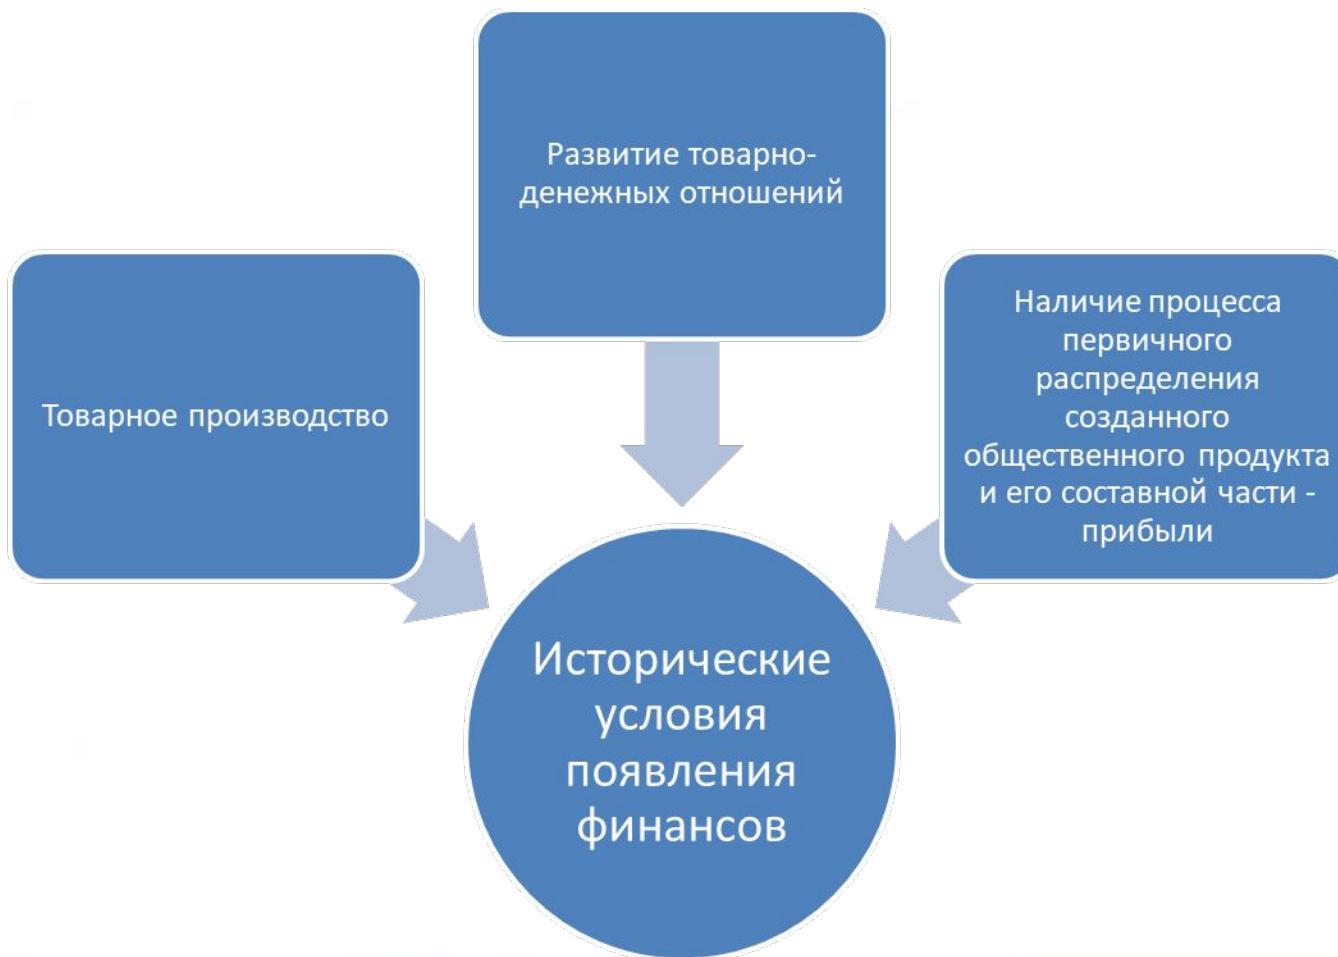 Развитие товарно-
денежных отношений
Товарное производство
Наличие процесса
первичного
распределения
созданного
общественного продукта
и его составной части -
прибыли
Исторические
условия
появления
финансов